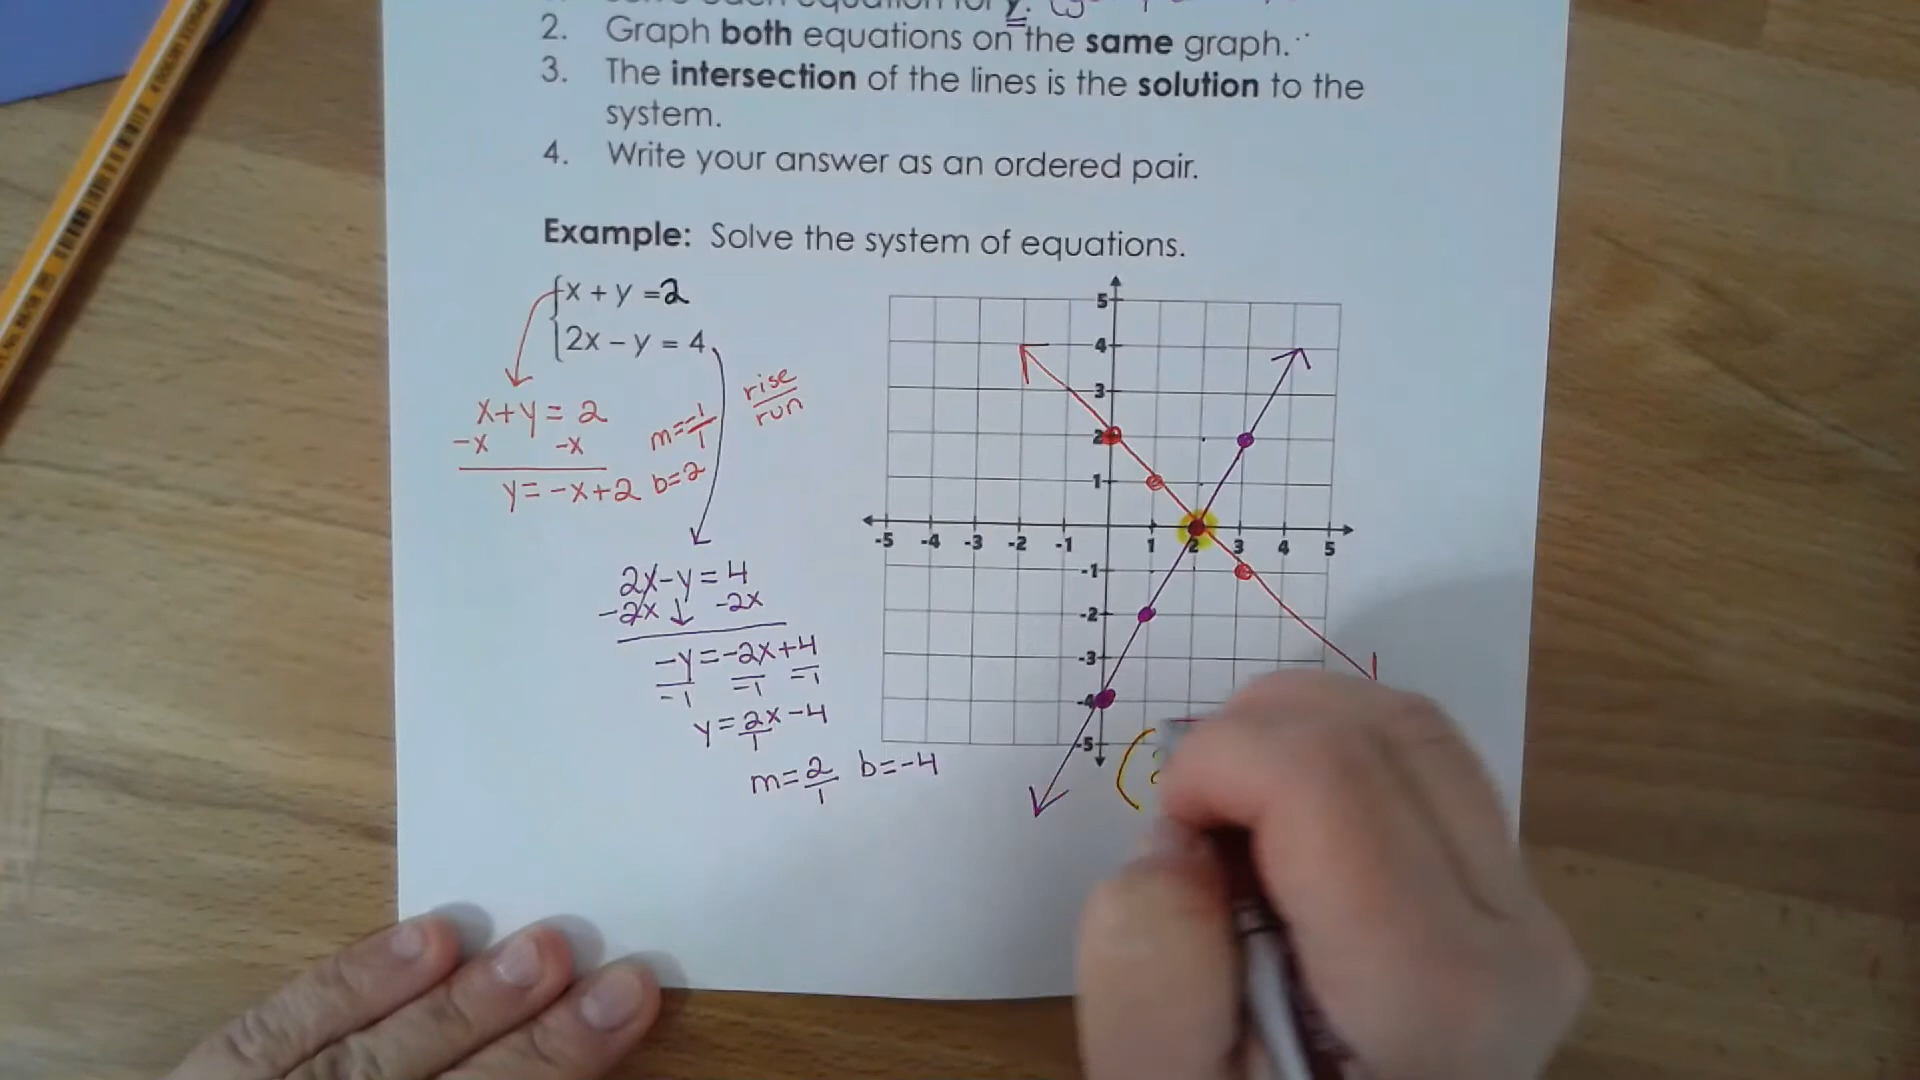 y.
2. Graph both equations on the same graph.
3. The intersection of the lines is the solution to the
system.
4. Write your answer as an ordered pair.
Example: Solve the system of equations.
x + y = 2
2x – y = 4
x+y = 2
-x -x
y = -x+2
m = -1/1
b=2
rise
run
2x-y = 4
-2x -2x
-y = -2x+4
-1 -1 -1
y = 2x - 4
1
m = 2/1 b = -4
5
4
3
2
1
-5 -4 -3 -2 -1 1 2 3 4 5
-1
-2
-3
-4
-5
(